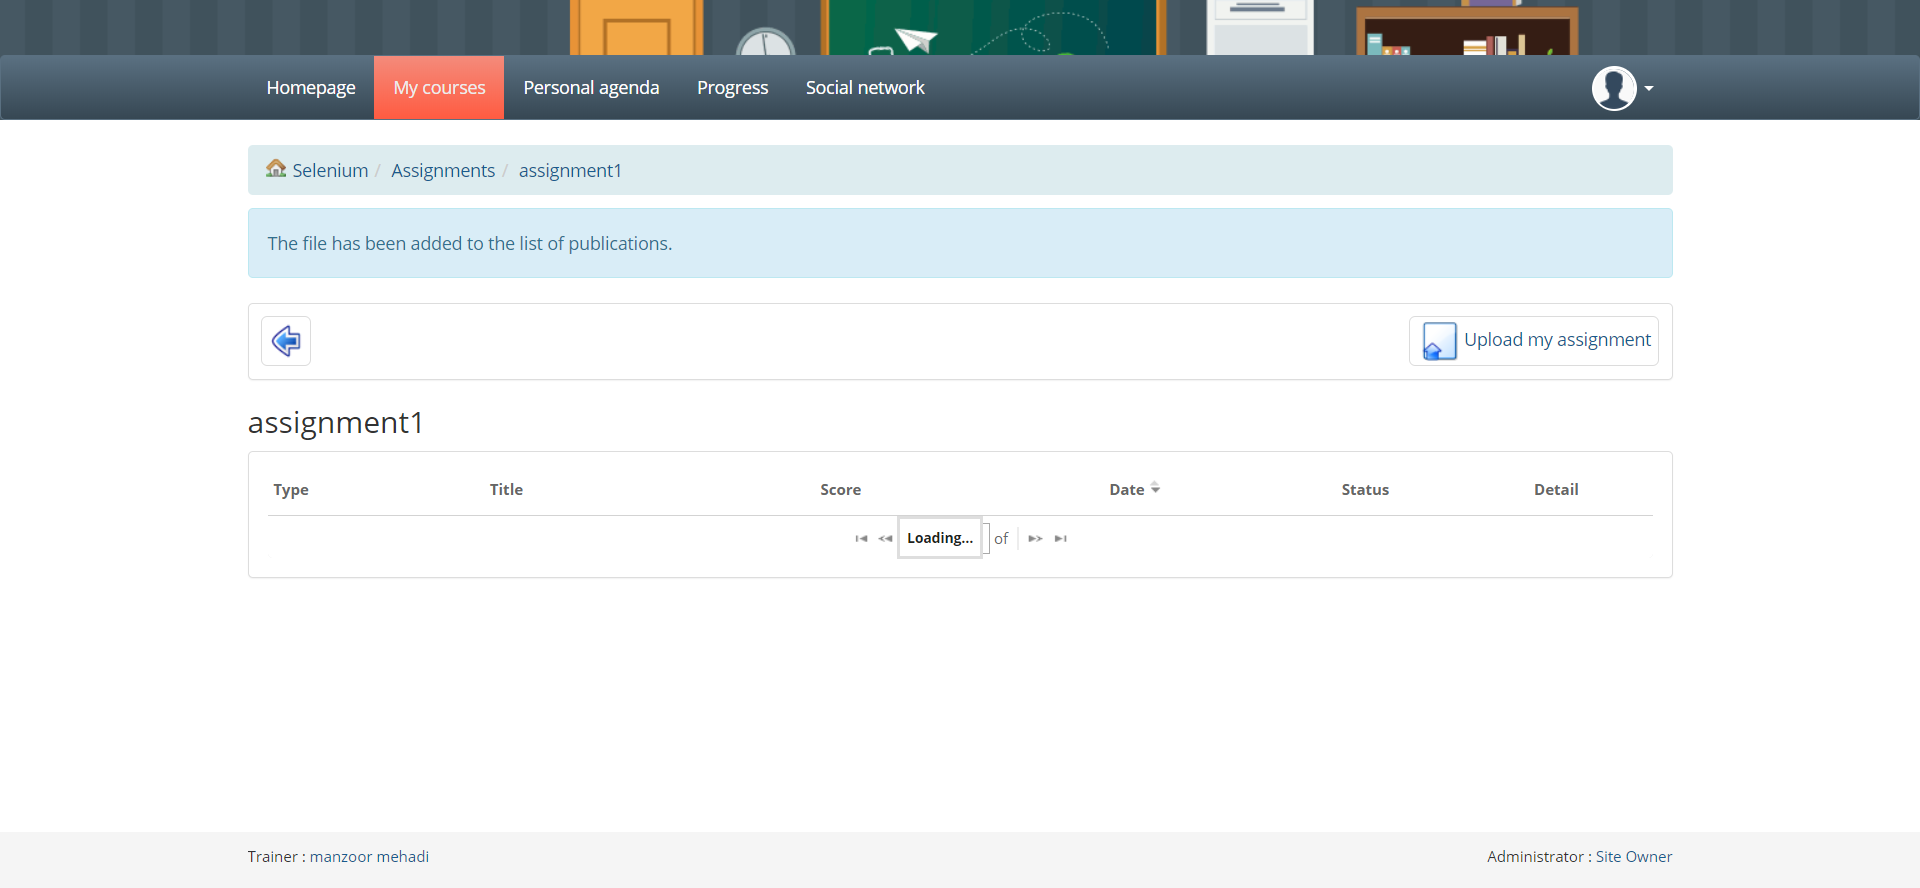 Homepage My courses Personal agenda Progress Social network
Selenium / Assignments / assignment1
The file has been added to the list of publications.
Upload my assignment
assignment1
Type Title Score Date Status Detail
Loading... of
Trainer : manzoor mehadi Administrator : Site Owner